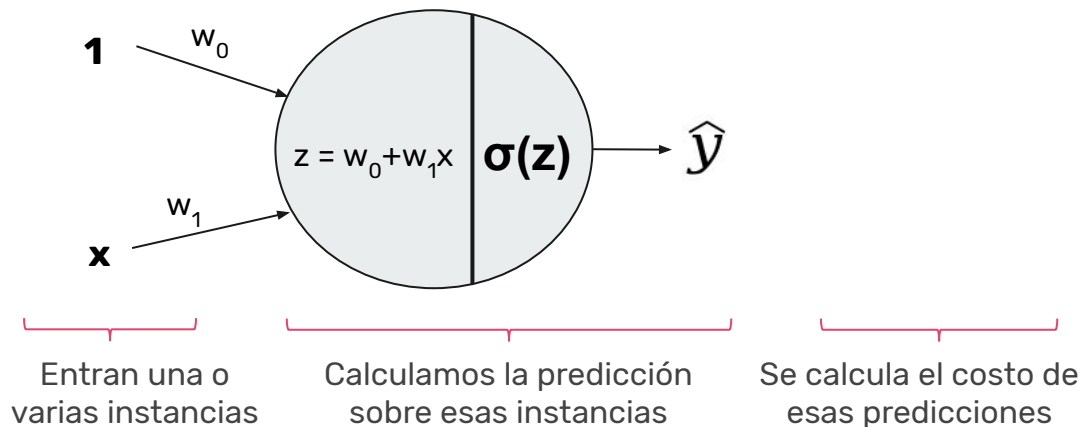 1
w₀
z = w₀+w₁x
σ(z)
ŷ
w₁
x
Entran una o
varias instancias
Calculamos la predicción
sobre esas instancias
Se calcula el costo de
esas predicciones